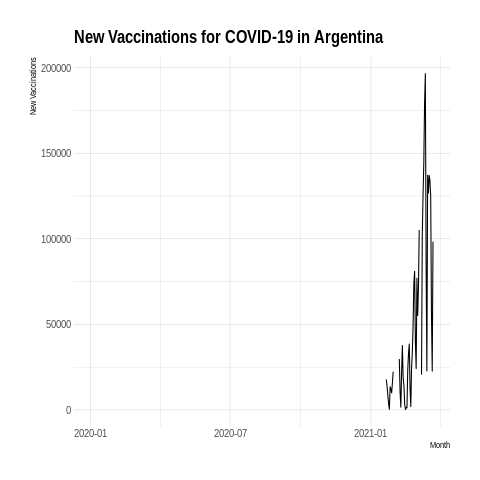 New Vaccinations for COVID-19 in Argentina
New Vaccinations
200000
150000
100000
50000
0
2020-01
2020-07
2021-01
Month